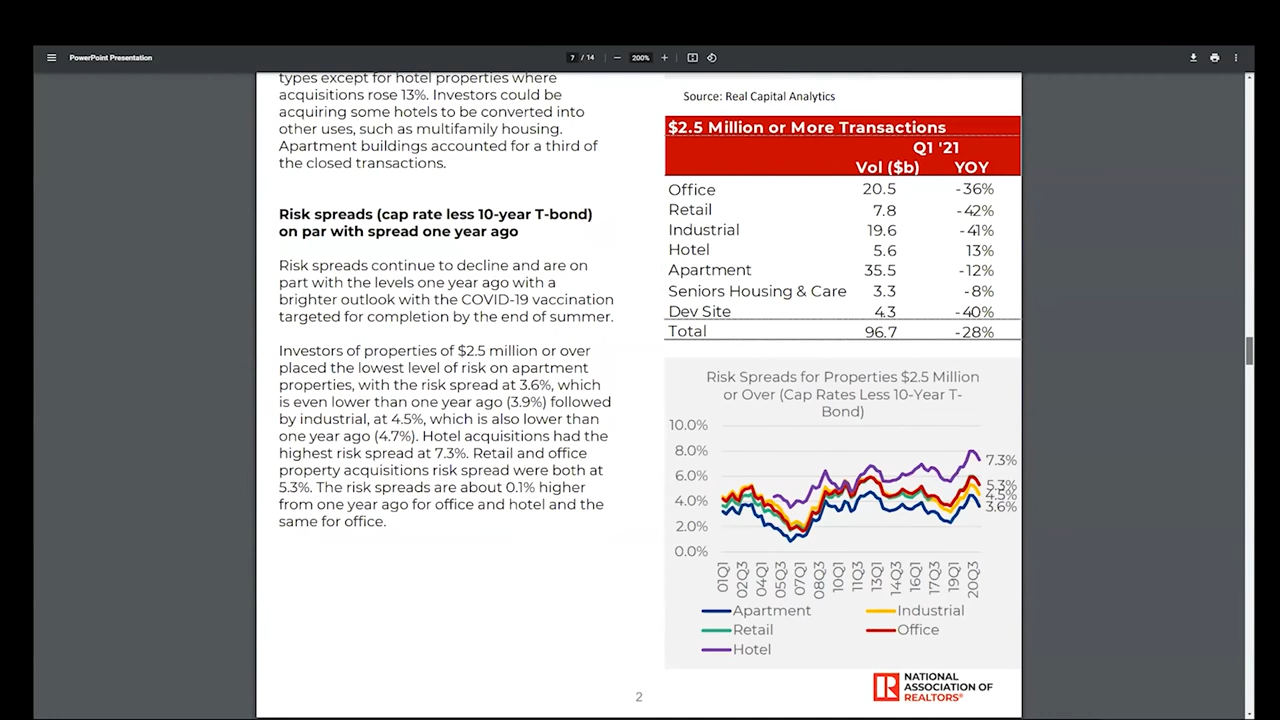 PowerPoint Presentation
7 / 14
200%
types except for hotel properties where
acquisitions rose 13%. Investors could be
acquiring some hotels to be converted into
other uses, such as multifamily housing.
Apartment buildings accounted for a third of
the closed transactions.
Risk spreads (cap rate less 10-year T-bond)
on par with spread one year ago
Risk spreads continue to decline and are on
part with the levels one year ago with a
brighter outlook with the COVID-19 vaccination
targeted for completion by the end of summer.
Investors of properties of $2.5 million or over
placed the lowest level of risk on apartment
properties, with the risk spread at 3.6%, which
is even lower than one year ago (3.9%) followed
by industrial, at 4.5%, which is also lower than
one year ago (4.7%). Hotel acquisitions had the
highest risk spread at 7.3%. Retail and office
property acquisitions risk spread were both at
5.3%. The risk spreads are about 0.1% higher
from one year ago for office and hotel and the
same for office.
Source: Real Capital Analytics
$2.5 Million or More Transactions
Q1 '21
Vol ($b) YOY
Office 20.5 -36%
Retail 7.8 -42%
Industrial 19.6 -41%
Hotel 5.6 13%
Apartment 35.5 -12%
Seniors Housing & Care 3.3 -8%
Dev Site 4.3 -40%
Total 96.7 -28%
Risk Spreads for Properties $2.5 Million
or Over (Cap Rates Less 10-Year T-
Bond)
10.0%
8.0%
6.0%
4.0%
2.0%
0.0%
7.3%
5.3%
4.5%
3.6%
01Q1 02Q3 04Q1 05Q3 07Q1 08Q3 10Q1 11Q3 13Q1 14Q3 16Q1 17Q3 19Q1 20Q3
Apartment Industrial
Retail Office
Hotel
NATIONAL
ASSOCIATION OF
REALTORS®
2